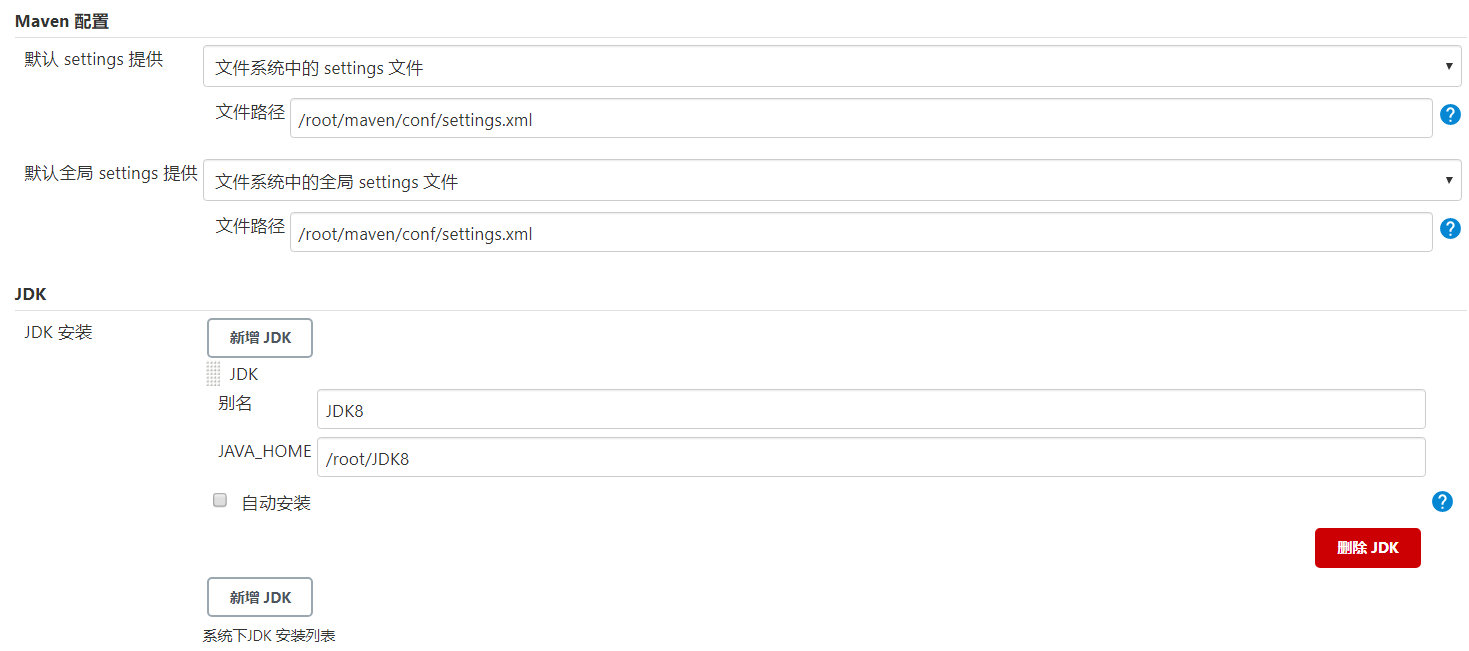 Maven 配置
默认 settings 提供
文件系统中的 settings 文件
文件路径
/root/maven/conf/settings.xml
默认全局 settings 提供
文件系统中的全局 settings 文件
文件路径
/root/maven/conf/settings.xml
JDK
JDK 安装
新增 JDK
JDK
别名
JDK8
JAVA_HOME
/root/JDK8
自动安装
删除 JDK
新增 JDK
系统下JDK 安装列表